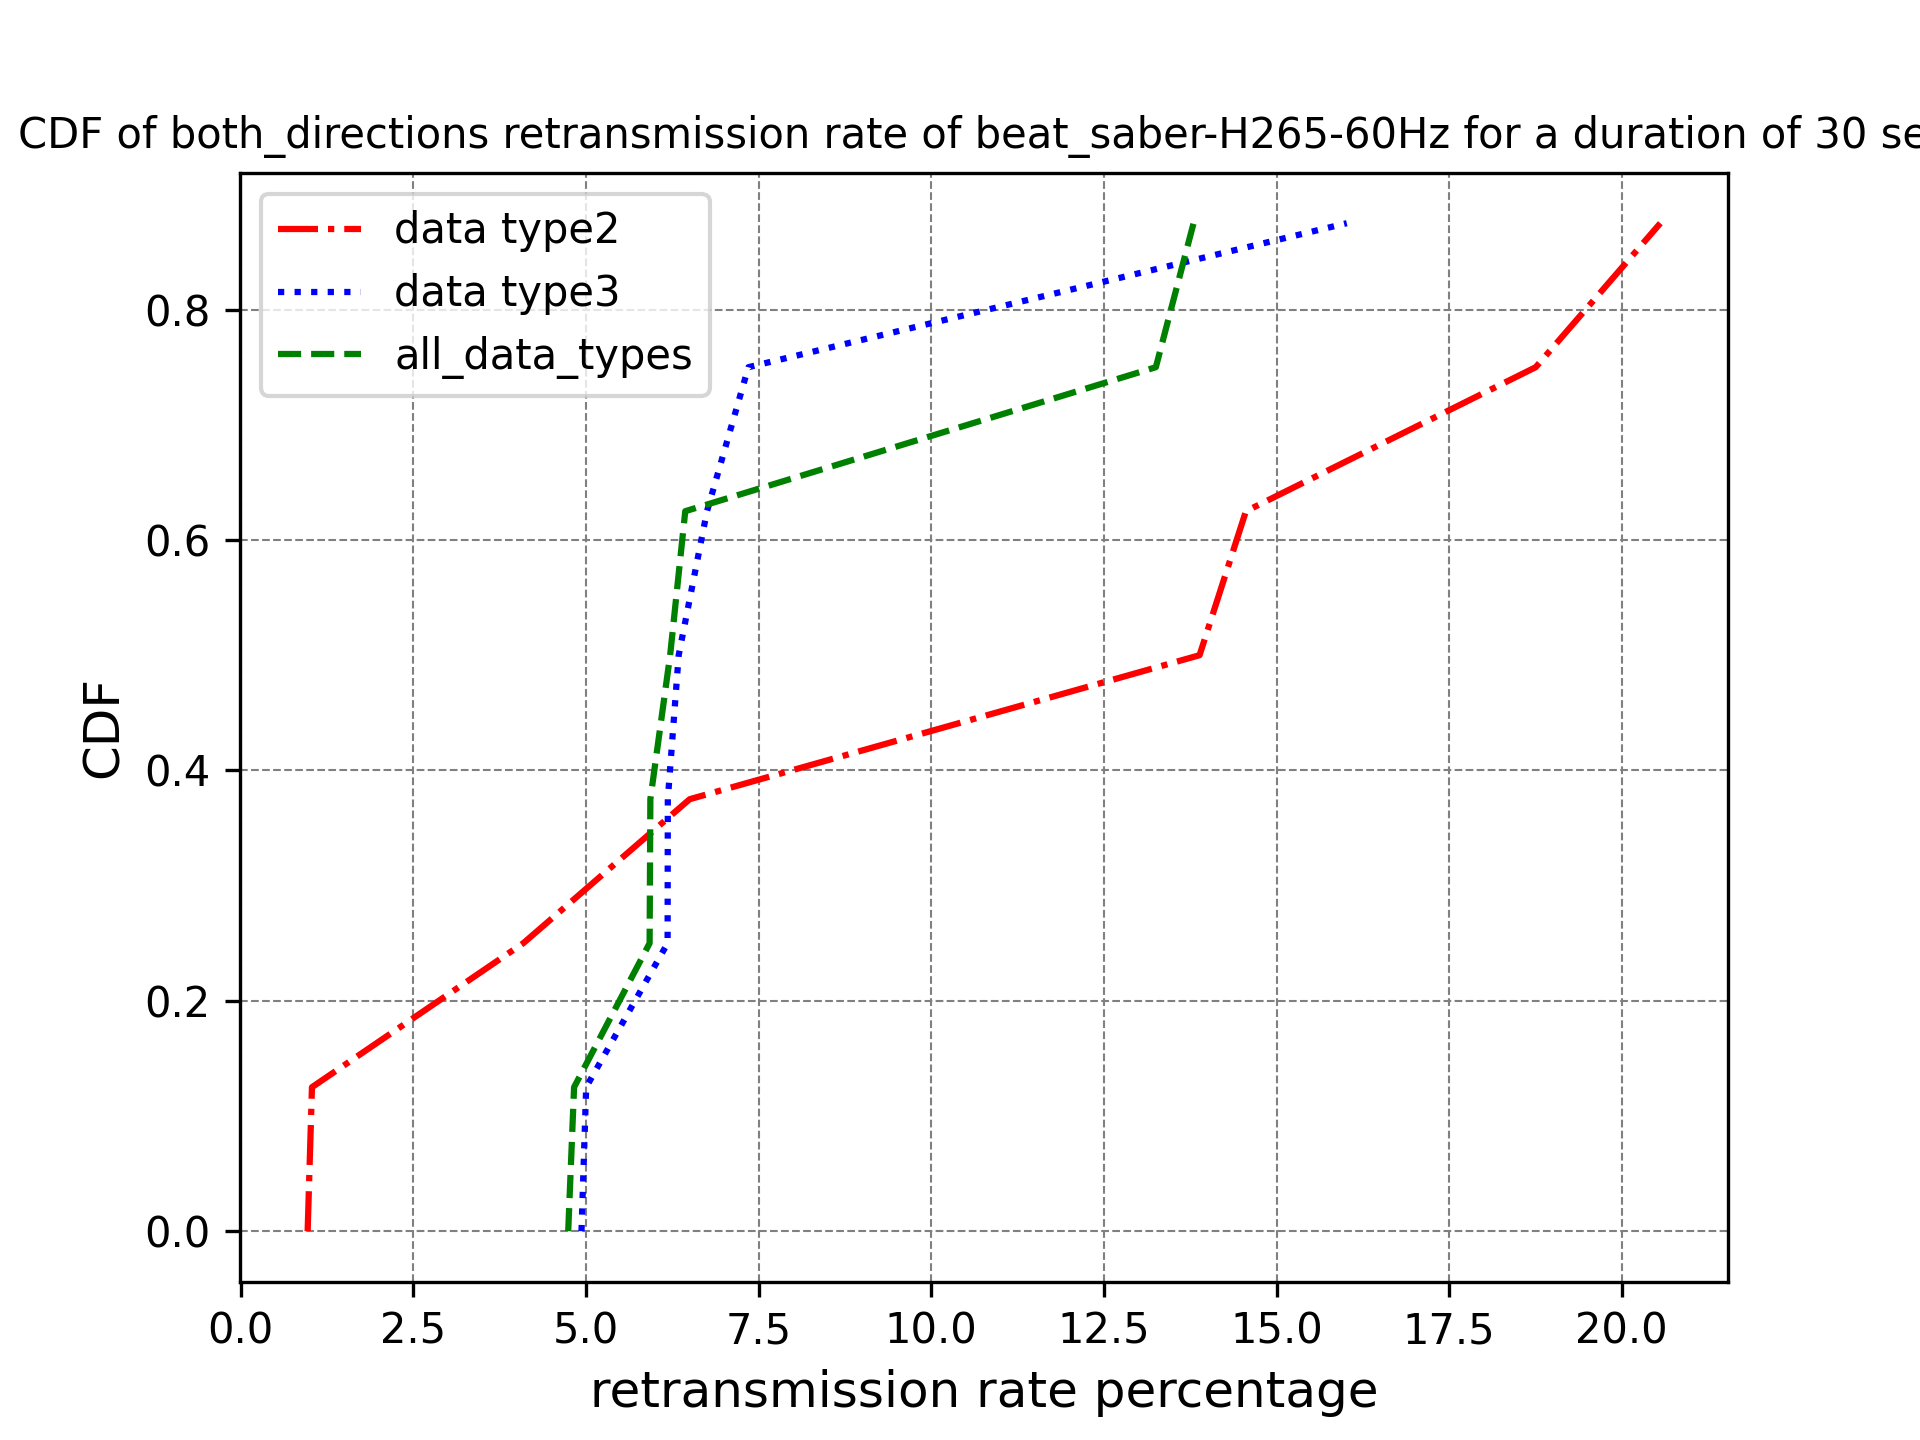 CDF of both_directions retransmission rate of beat_saber-H265-60Hz for a duration of 30
data type2
data type3
all_data_types
CDF
0.8
0.6
0.4
0.2
0.0
0.0 2.5 5.0 7.5 10.0 12.5 15.0 17.5 20.0
retransmission rate percentage